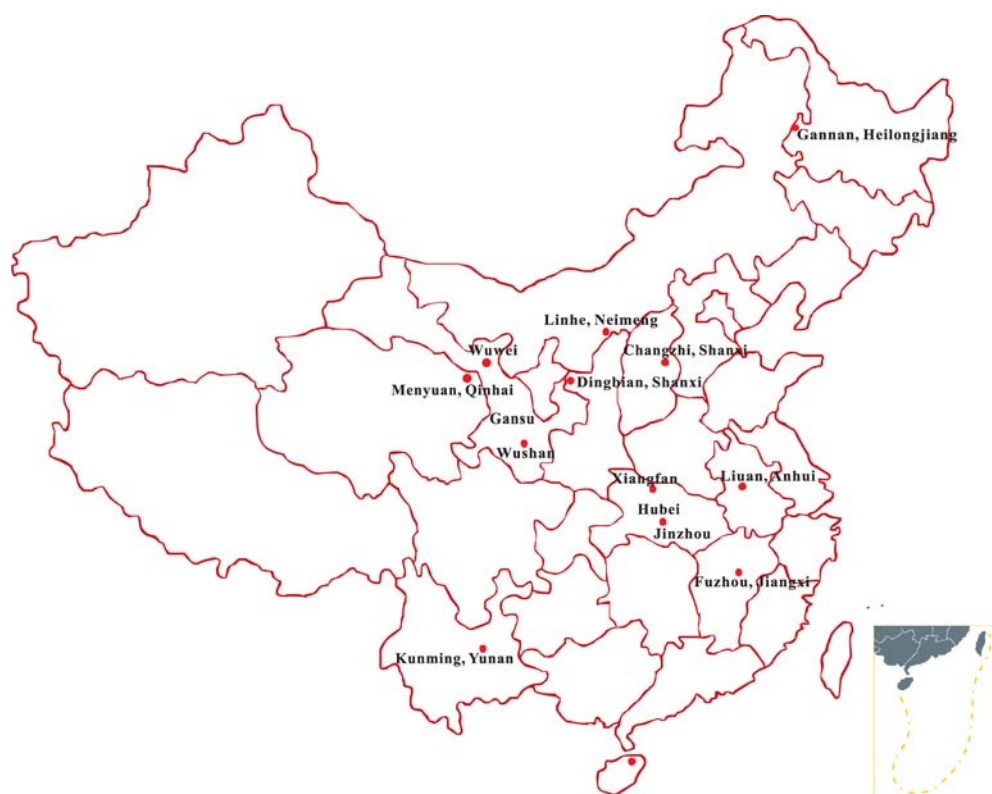 Gannan, Heilongjiang
Linhe, Neimeng
Wuwei
Changzhi, Shanxi
Menyuan, Qinhai
Dingbian, Shanxi
Gansu
Wushan
Xiangfan
Liuan, Anhui
Hubei
Jinzhou
Fuzhou, Jiangxi
Kunming, Yunan